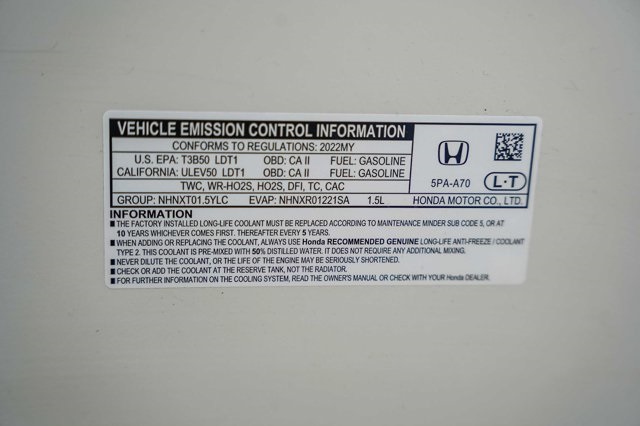 VEHICLE EMISSION CONTROL INFORMATION
CONFORMS TO REGULATIONS: 2022MY
U.S. EPA: T3B50 LDT1 OBD: CA II FUEL: GASOLINE
CALIFORNIA: ULEV50 LDT1 OBD: CA II FUEL: GASOLINE
TWC, WR-HO2S, HO2S, DFI, TC, CAC
GROUP: NHNXT01.5YLC EVAP: NHNXR01221SA 1.5L
5PA-A70
L·T
HONDA MOTOR CO., LTD.
INFORMATION
■ THE FACTORY INSTALLED LONG-LIFE COOLANT MUST BE REPLACED ACCORDING TO MAINTENANCE MINDER SUB CODE 5, OR AT
10 YEARS WHICHEVER COMES FIRST. THEREAFTER EVERY 5 YEARS.
■ WHEN ADDING OR REPLACING THE COOLANT, ALWAYS USE Honda RECOMMENDED GENUINE LONG-LIFE ANTI-FREEZE / COOLANT
TYPE 2. THIS COOLANT IS PRE-MIXED WITH 50% DISTILLED WATER. IT DOES NOT REQUIRE ANY ADDITIONAL MIXING.
■ NEVER DILUTE THE COOLANT, OR THE LIFE OF THE ENGINE MAY BE SERIOUSLY SHORTENED.
■ CHECK OR ADD THE COOLANT AT THE RESERVE TANK, NOT THE RADIATOR.
■ FOR FURTHER INFORMATION ON THE COOLING SYSTEM, READ THE OWNER'S MANUAL OR CHECK WITH YOUR Honda DEALER.